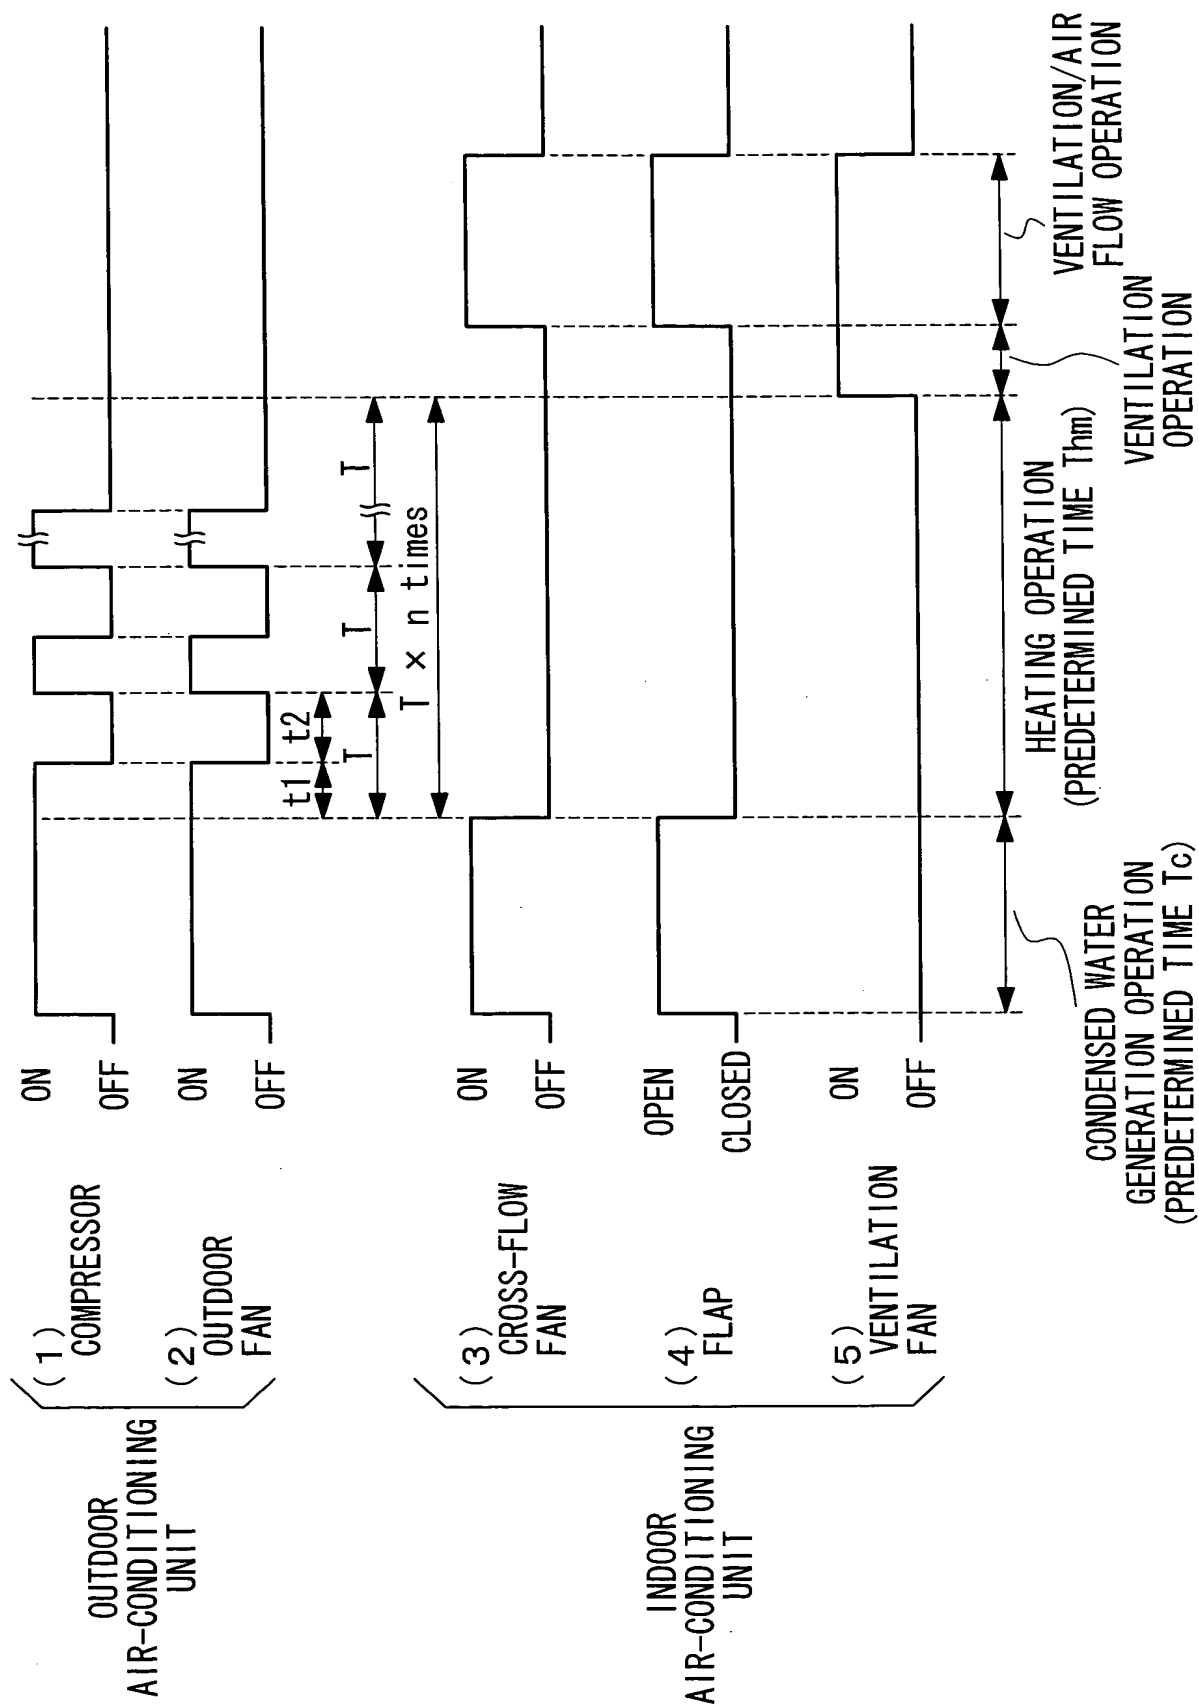 OUTDOOR
AIR-CONDITIONING
UNIT
(1)
COMPRESSOR
ON
OFF
(2)
OUTDOOR
FAN
ON
OFF
t1
t2
T
T
T
T × n times
INDOOR
AIR-CONDITIONING
UNIT
(3)
CROSS-FLOW
FAN
ON
OFF
(4)
FLAP
OPEN
CLOSED
(5)
VENTILATION
FAN
ON
OFF
CONDENSED WATER
GENERATION OPERATION
(PREDETERMINED TIME Tc)
HEATING OPERATION
(PREDETERMINED TIME Thm)
VENTILATION
OPERATION
VENTILATION/AIR
FLOW OPERATION